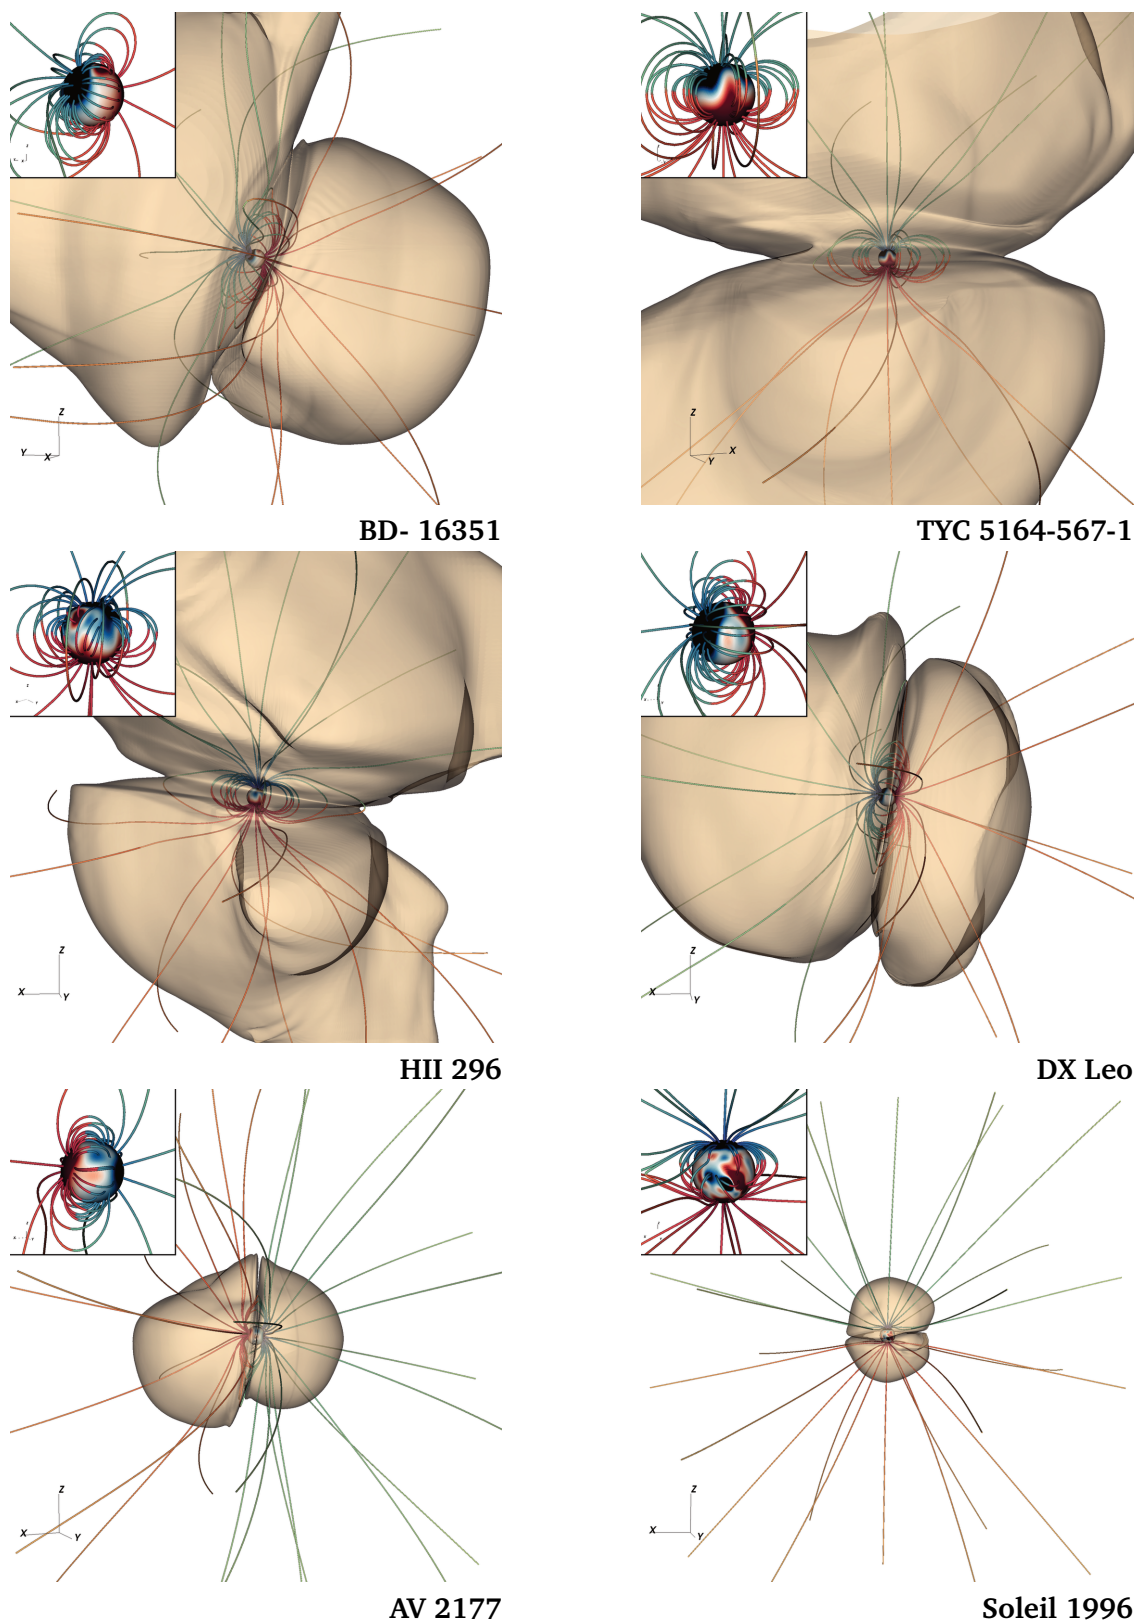 Z
Y X
Z
X
Y
BD- 16351
TYC 5164-567-1
Z
X Y
Z
X Y
HII 296
DX Leo
Z
X Y
Z
X Y
AV 2177
Soleil 1996